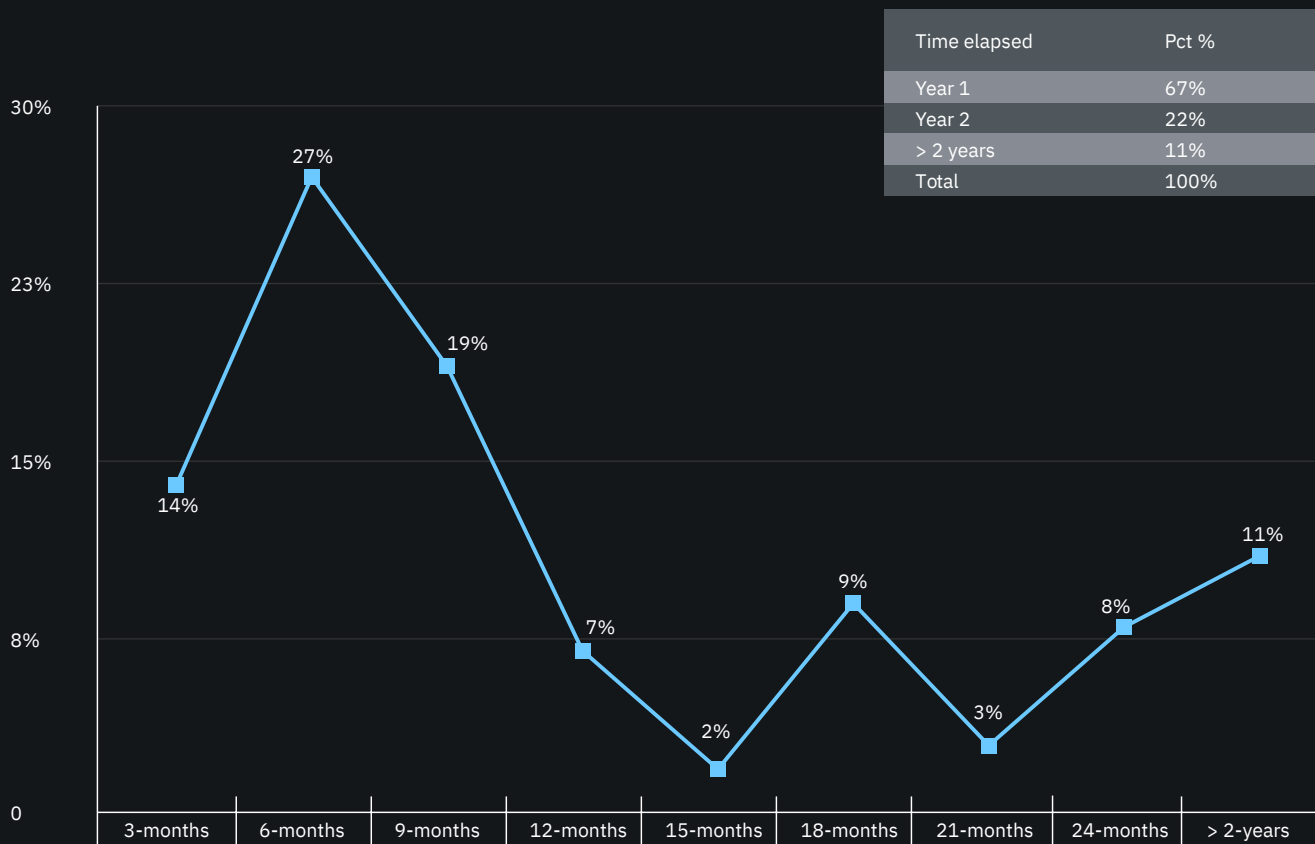 Time elapsed Pct %
Year 1 67%
Year 2 22%
> 2 years 11%
Total 100%
30%
23%
15%
8%
0
14%
27%
19%
7%
2%
9%
3%
8%
11%
3-months 6-months 9-months 12-months 15-months 18-months 21-months 24-months > 2-years